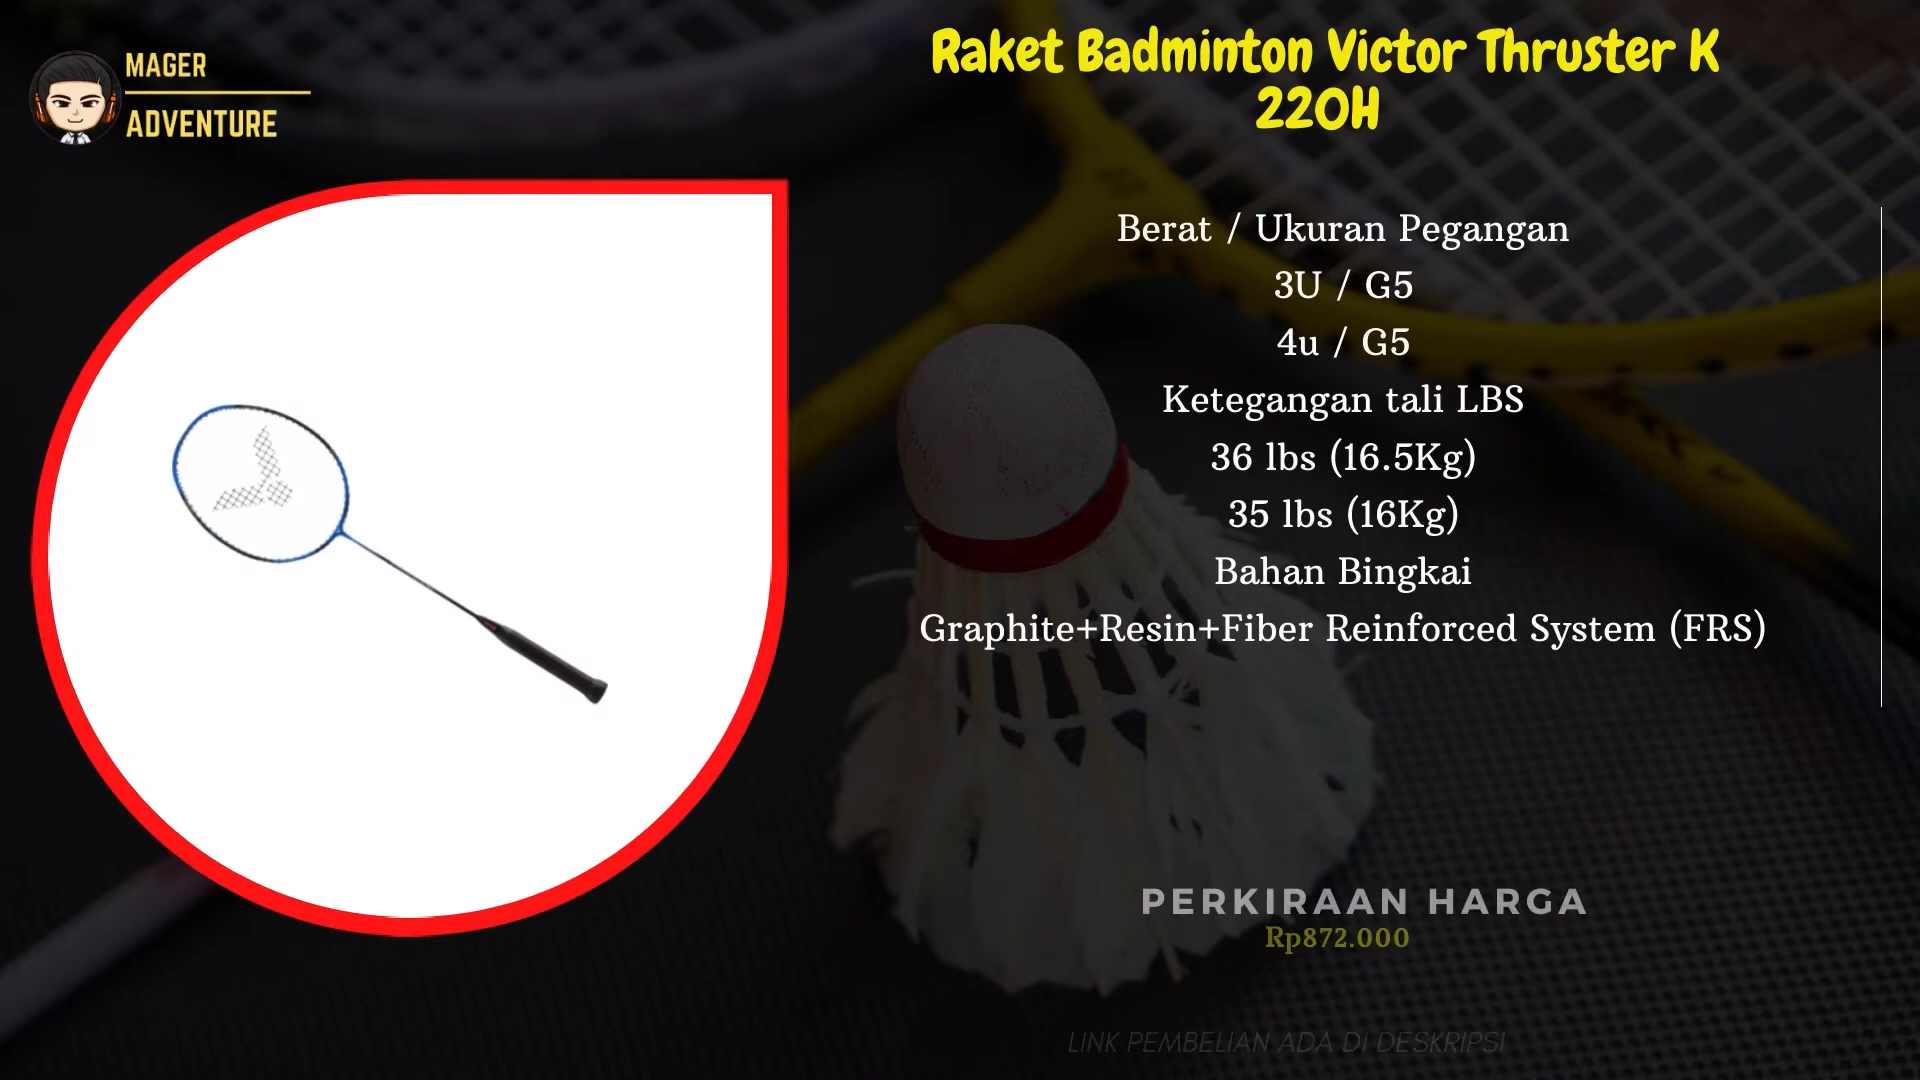 MAGER
ADVENTURE
Raket Badminton Victor Thruster K
220H
Berat / Ukuran Pegangan
3U / G5
4u / G5
Ketegangan tali LBS
36 lbs (16.5Kg)
35 lbs (16Kg)
Bahan Bingkai
Graphite+Resin+Fiber Reinforced System (FRS)
PERKIRAAN HARGA
Rp872.000
LINK PEMBELIAN ADA DI DESKRIPSI